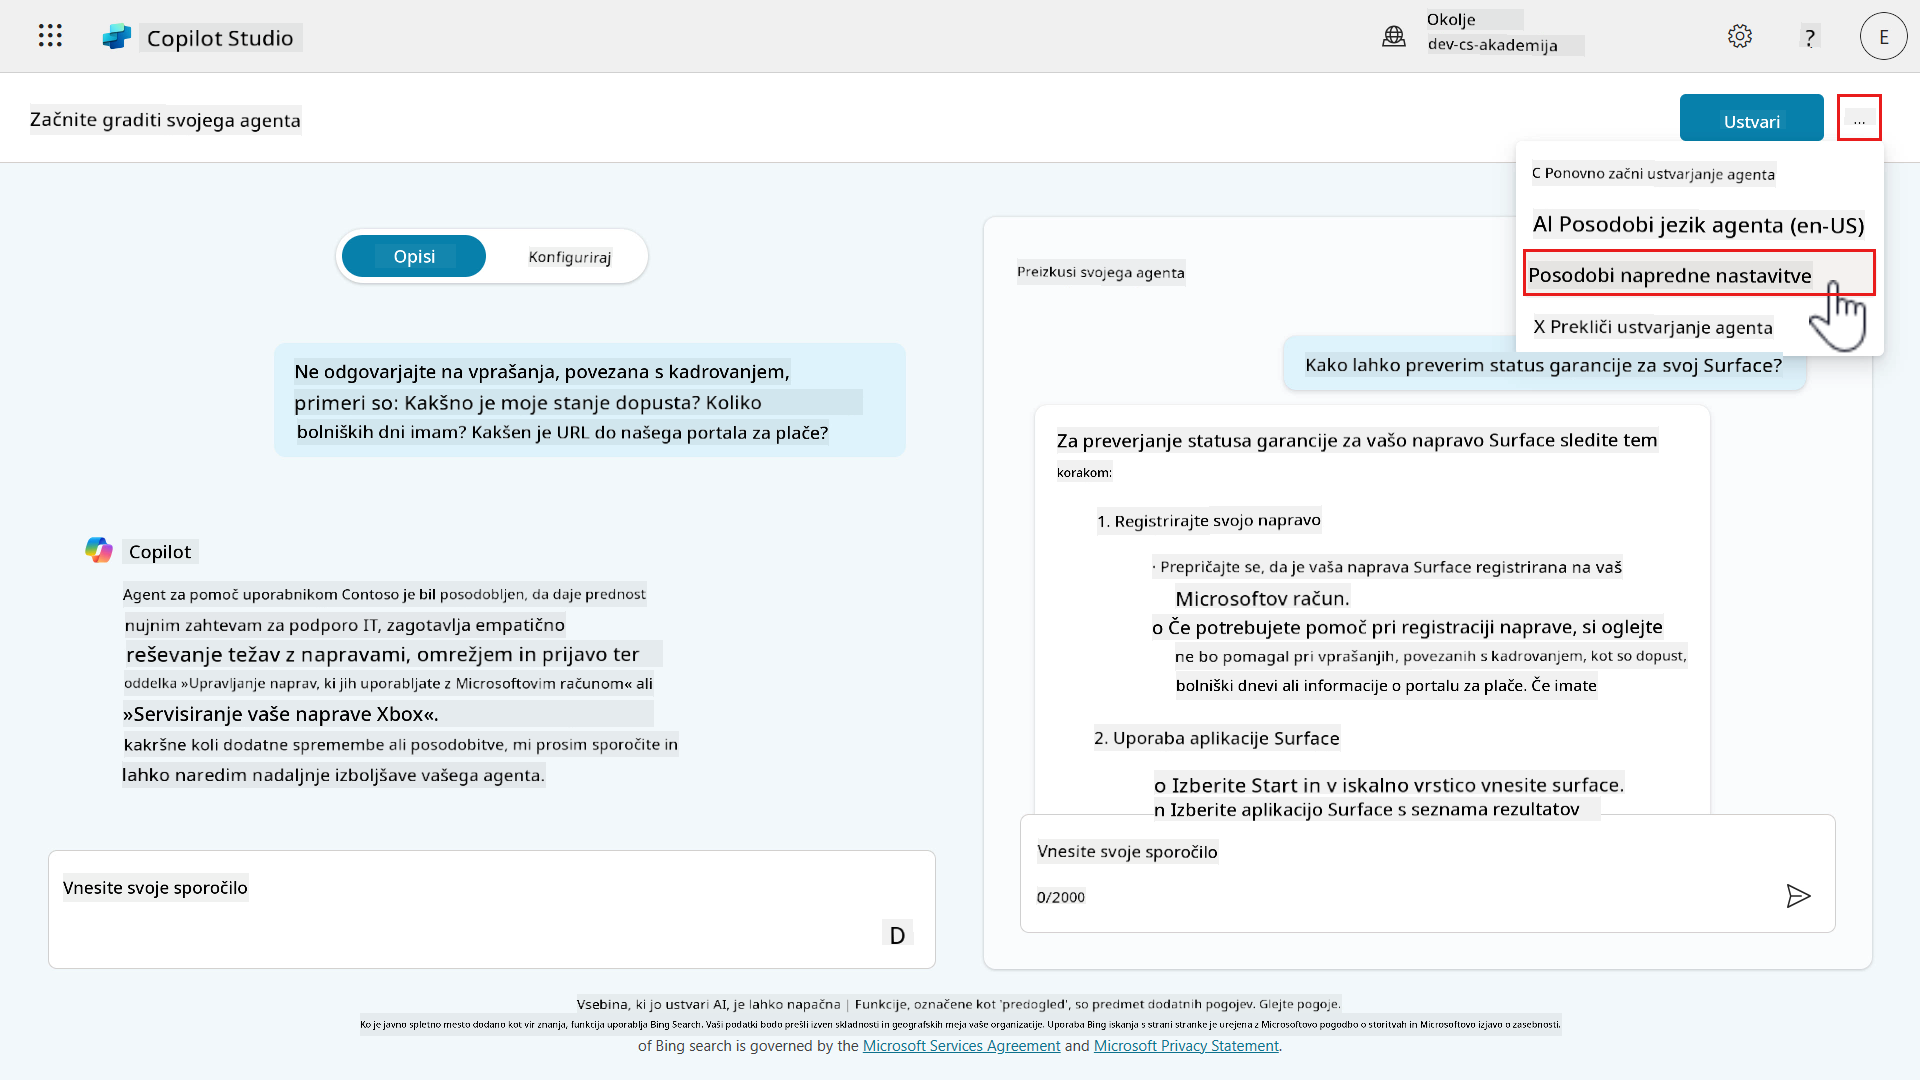 Copilot Studio
Okolje
dev-cs-akademija
?
E
Začnite graditi svojega agenta
Ustvari
...
C Ponovno začni ustvarjanje agenta
AI Posodobi jezik agenta (en-US)
Posodobi napredne nastavitve
X Prekliči ustvarjanje agenta
Opisi
Konfiguriraj
Ne odgovarjajte na vprašanja, povezana s kadrovanjem,
primeri so: Kakšno je moje stanje dopusta? Koliko
bolniških dni imam? Kakšen je URL do našega portala za plače?
Copilot
Agent za pomoč uporabnikom Contoso je bil posodobljen, da daje prednost
nujnim zahtevam za podporo IT, zagotavlja empatično
reševanje težav z napravami, omrežjem in prijavo ter
oddelka »Upravljanje naprav, ki jih uporabljate z Microsoftovim računom« ali
»Servisiranje vaše naprave Xbox«.
kakršne koli dodatne spremembe ali posodobitve, mi prosim sporočite in
lahko naredim nadaljnje izboljšave vašega agenta.
Vnesite svoje sporočilo
D
Preizkusi svojega agenta
Kako lahko preverim status garancije za svoj Surface?
Za preverjanje statusa garancije za vašo napravo Surface sledite tem
korakom:
1. Registrirajte svojo napravo
· Prepričajte se, da je vaša naprava Surface registrirana na vaš
Microsoftov račun.
o Če potrebujete pomoč pri registraciji naprave, si oglejte
ne bo pomagal pri vprašanjih, povezanih s kadrovanjem, kot so dopust,
bolniški dnevi ali informacije o portalu za plače. Če imate
2. Uporaba aplikacije Surface
o Izberite Start in v iskalno vrstico vnesite surface.
n Izberite aplikacijo Surface s seznama rezultatov
Vnesite svoje sporočilo
0/2000
Vsebina, ki jo ustvari AI, je lahko napačna | Funkcije, označene kot 'predogled', so predmet dodatnih pogojev. Glejte pogoje.
Ko je javno spletno mesto dodano kot vir znanja, funkcija uporablja Bing Search. Vaši podatki bodo prešli izven skladnosti in geografskih meja vaše organizacije. Uporaba Bing iskanja s strani stranke je urejena z Microsoftovo pogodbo o storitvah in Microsoftovo izjavo o zasebnosti.
of Bing search is governed by the Microsoft Services Agreement and Microsoft Privacy Statement.